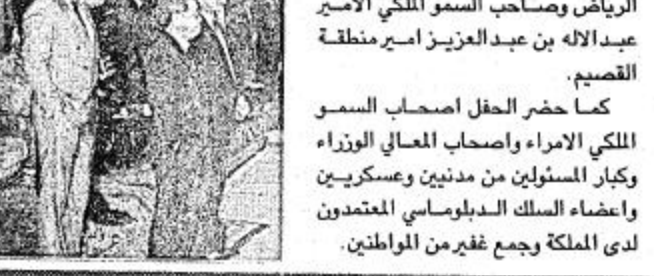 الرياض وصاحب السمو الملكي الامير
عبدالاله بن عبدالعزيز امير منطقة
القصيم.
كما حضر الحفل اصحاب السمو
الملكي الامراء واصحاب المعالي الوزراء
وكبار المسئولين من مدنيين وعسكريين
واعضاء السلك الدبلوماسي المعتمدون
لدى المملكة وجمع غفير من المواطنين.